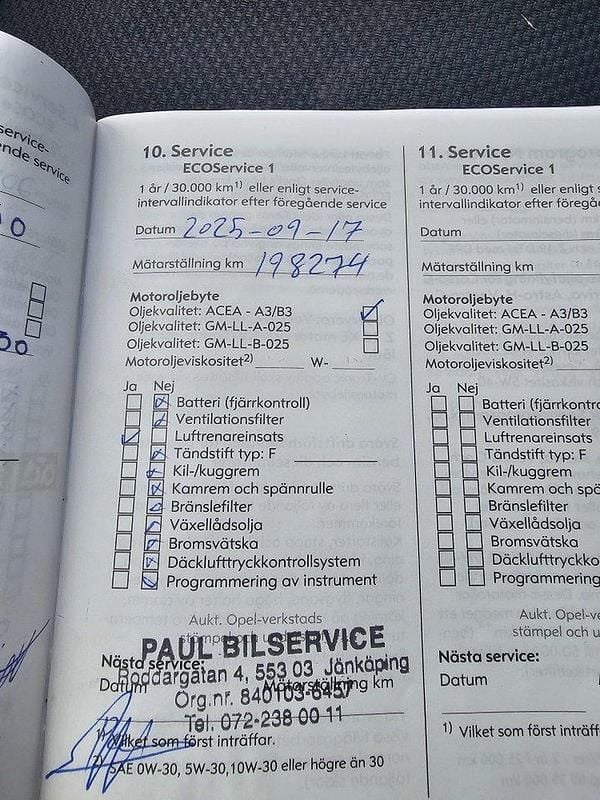 service-
ende service
10. Service
ECOService 1
1 år / 30.000 km1) eller enligt service-
intervallindikator efter föregående service
Datum 2025-09-17
Mätarställning km 198274
Motoroljebyte
Oljekvalitet: ACEA - A3/B3
Oljekvalitet: GM-LL-A-025
Oljekvalitet: GM-LL-B-025
Motoroljeviskositet2) W-
Ja Nej
Batteri (fjärrkontroll)
Ventilationsfilter
Luftrenareinsats
Tändstift typ: F
Kil-/kuggrem
Kamrem och spännrulle
Bränslefilter
Växellådsolja
Bromsvätska
Däcklufttryckkontrollsystem
Programmering av instrument
Aukt. Opel-verkstads
stämpel och
PAUL BILSERVICE
Nästa service:
Roddargatan 4, 553 03 Jönköping
Datum Mätarställning km
Org.nr. 840103-6457
Tel. 072-238 00 11
1) Vilket som först inträffar.
2) SAE 0W-30, 5W-30,10W-30 eller högre än 30
11. Service
ECOService 1
1 år / 30.000 km1) eller enligt s
intervallindikator efter föregåe
Datum
Mätarställning km
Motoroljebyte
Oljekvalitet: ACEA - A3/B3
Oljekvalitet: GM-LL-A-025
Oljekvalitet: GM-LL-B-025
Motoroljeviskositet2)
Ja Nej
Batteri (fjärrkontro
Ventilationsfilter
Luftrenareinsats
Tändstift typ: F
Kil-/kuggrem
Kamrem och spä
Bränslefilter
Växellådsolja
Bromsvätska
Däcklufttrycko
Programmering
Aukt. Opel-ve
stämpel och u
Nästa service:
Datum
1) Vilket som först inträ